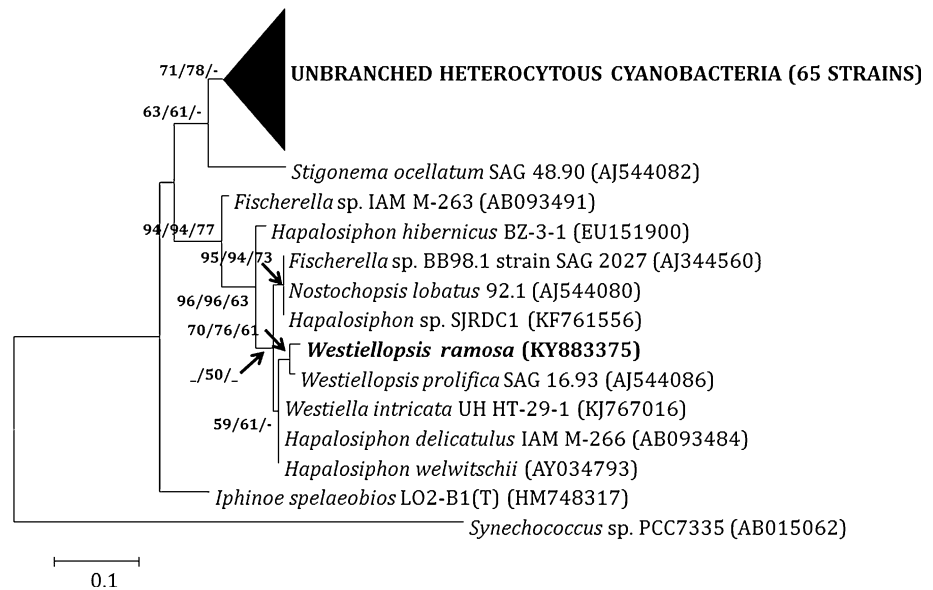 71/78/-
UNBRANCHED HETEROCYTOUS CYANOBACTERIA (65 STRAINS)
63/61/-
Stigonema ocellatum SAG 48.90 (AJ544082)
Fischerella sp. IAM M-263 (AB093491)
94/94/77
Hapalosiphon hibernicus BZ-3-1 (EU151900)
95/94/73
Fischerella sp. BB98.1 strain SAG 2027 (AJ344560)
Nostochopsis lobatus 92.1 (AJ544080)
96/96/63
Hapalosiphon sp. SJRDC1 (KF761556)
70/76/61
Westiellopsis ramosa (KY883375)
_/50/_
Westiellopsis prolifica SAG 16.93 (AJ544086)
Westiella intricata UH HT-29-1 (KJ767016)
59/61/-
Hapalosiphon delicatulus IAM M-266 (AB093484)
Hapalosiphon welwitschii (AY034793)
Iphinoe spelaeobios LO2-B1(T) (HM748317)
Synechococcus sp. PCC7335 (AB015062)
0.1